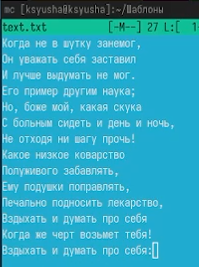 mc [ksyusha@ksyusha]:~/Шаблоны
text.txt [-M--] 27 L:[ 1
Когда не в шутку занемог,
Он уважать себя заставил
И лучше выдумать не мог.
Его пример другим наука;
Но, боже мой, какая скука
С больным сидеть и день и ночь,
Не отходя ни шагу прочь!
Какое низкое коварство
Полуживого забавлять,
Ему подушки поправлять,
Печально подносить лекарство,
Вздыхать и думать про себя
Когда же черт возьмет тебя!
Вздыхать и думать про себя: